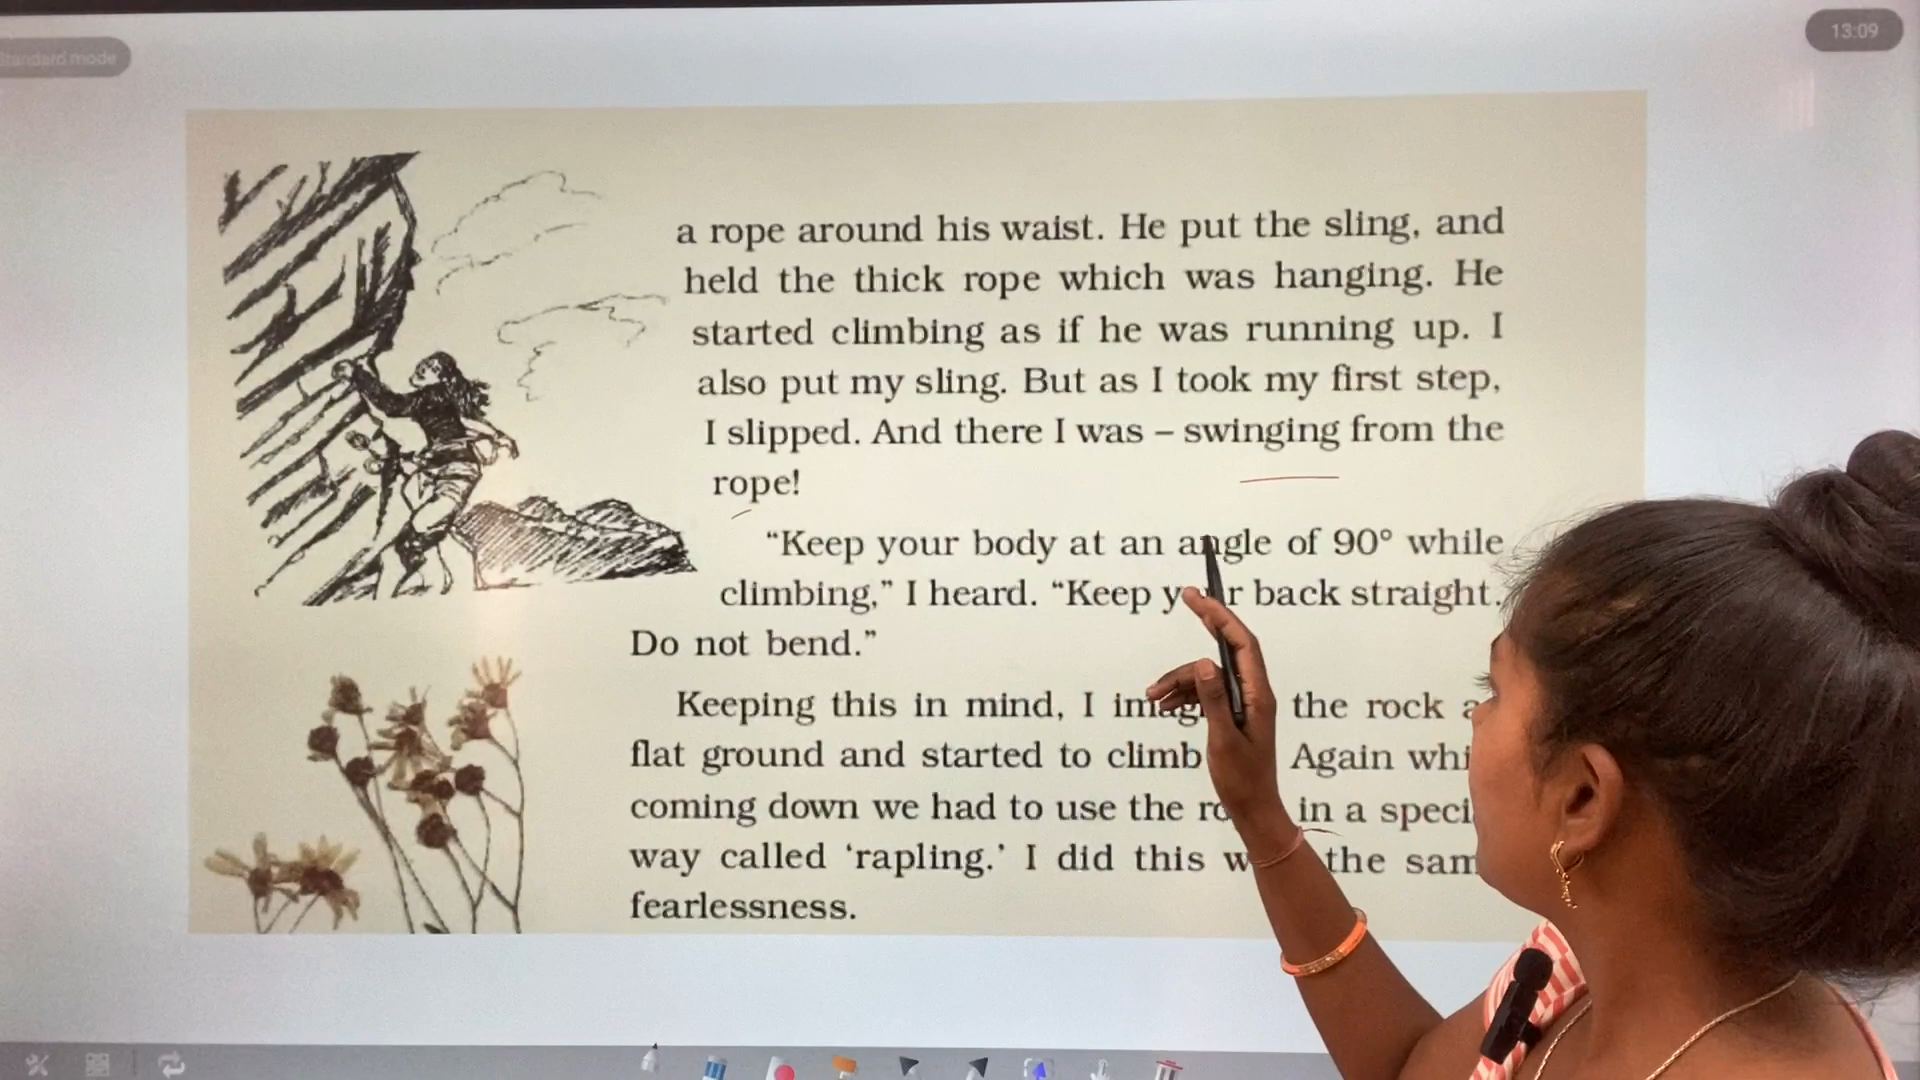 Standard mode
13:09
a rope around his waist. He put the sling, and
held the thick rope which was hanging. He
started climbing as if he was running up. I
also put my sling. But as I took my first step,
I slipped. And there I was – swinging from the
rope!
“Keep your body at an angle of 90° while
climbing,” I heard. “Keep your back straight.
Do not bend.”
Keeping this in mind, I the rock
flat ground and started to climb Again
coming down we had to use the in a
way called ‘rapling.’ I did this the
fearlessness.